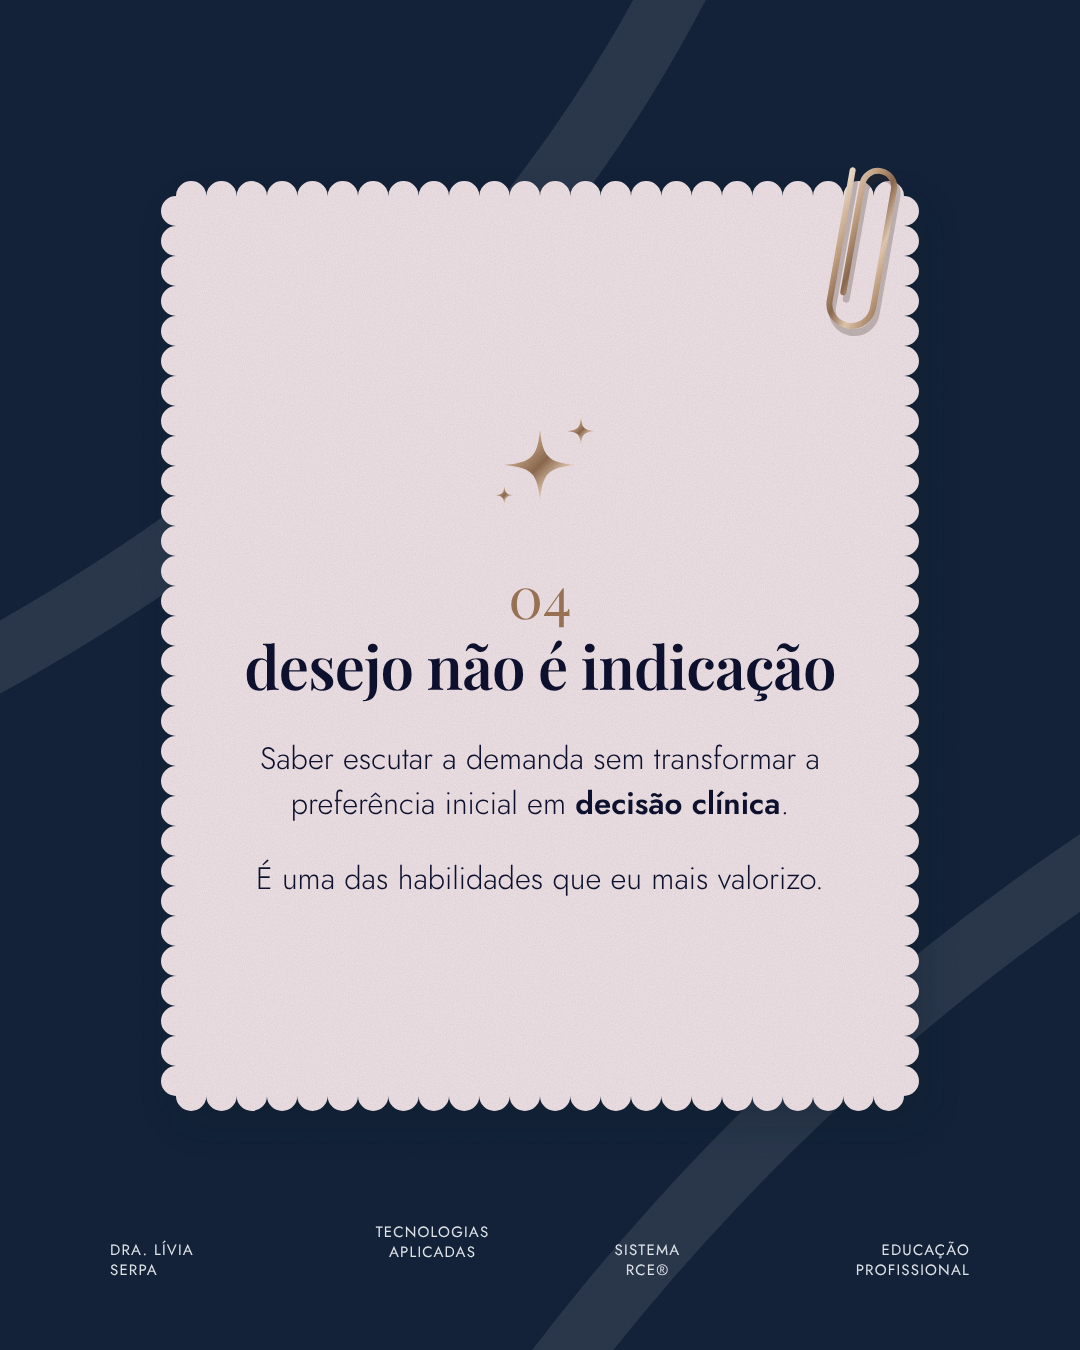 04
desejo não é indicação
Saber escutar a demanda sem transformar a
preferência inicial em decisão clínica.
É uma das habilidades que eu mais valorizo.
DRA. LÍVIA
SERPA
TECNOLOGIAS
APLICADAS
SISTEMA
RCE®
EDUCAÇÃO
PROFISSIONAL